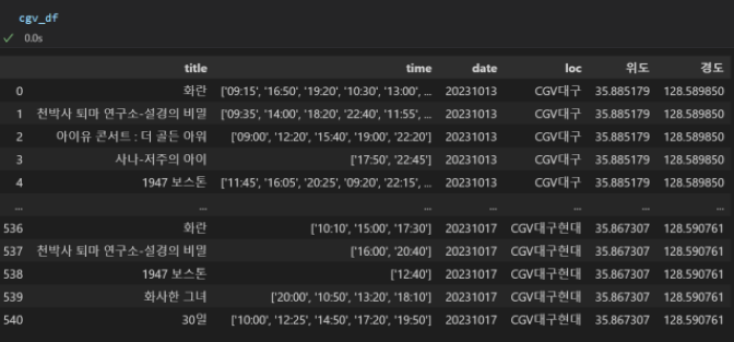 cgv_df
0.0s
title time date loc 위도 경도
0 화란 ['09:15', '16:50', '19:20', '10:30', '13:00', ... 20231013 CGV대구 35.885179 128.589850
1 천박사 퇴마 연구소-설경의 비밀 ['09:35', '14:00', '18:20', '22:40', '11:55', ... 20231013 CGV대구 35.885179 128.589850
2 아이유 콘서트 : 더 골든 아워 ['09:00', '12:20', '15:40', '19:00', '22:20'] 20231013 CGV대구 35.885179 128.589850
3 사나-저주의 아이 ['17:50', '22:45'] 20231013 CGV대구 35.885179 128.589850
4 1947 보스톤 ['11:45', '16:05', '20:25', '09:20', '22:15', ... 20231013 CGV대구 35.885179 128.589850
... ... ... ... ... ... ...
536 화란 ['10:10', '15:00', '17:30'] 20231017 CGV대구현대 35.867307 128.590761
537 천박사 퇴마 연구소-설경의 비밀 ['16:00', '20:40'] 20231017 CGV대구현대 35.867307 128.590761
538 1947 보스톤 ['12:40'] 20231017 CGV대구현대 35.867307 128.590761
539 화사한 그녀 ['20:00', '10:50', '13:20', '18:10'] 20231017 CGV대구현대 35.867307 128.590761
540 30일 ['10:00', '12:25', '14:50', '17:20', '19:50'] 20231017 CGV대구현대 35.867307 128.590761